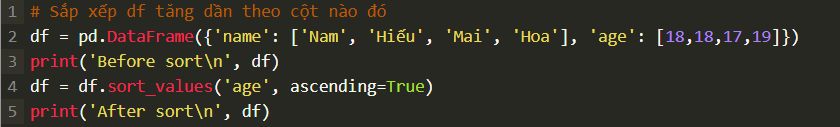 1 # Sắp xếp df tăng dần theo cột nào đó
2 df = pd.DataFrame({'name': ['Nam', 'Hiếu', 'Mai', 'Hoa'], 'age': [18,18,17,19]})
3 print('Before sort\n', df)
4 df = df.sort_values('age', ascending=True)
5 print('After sort\n', df)